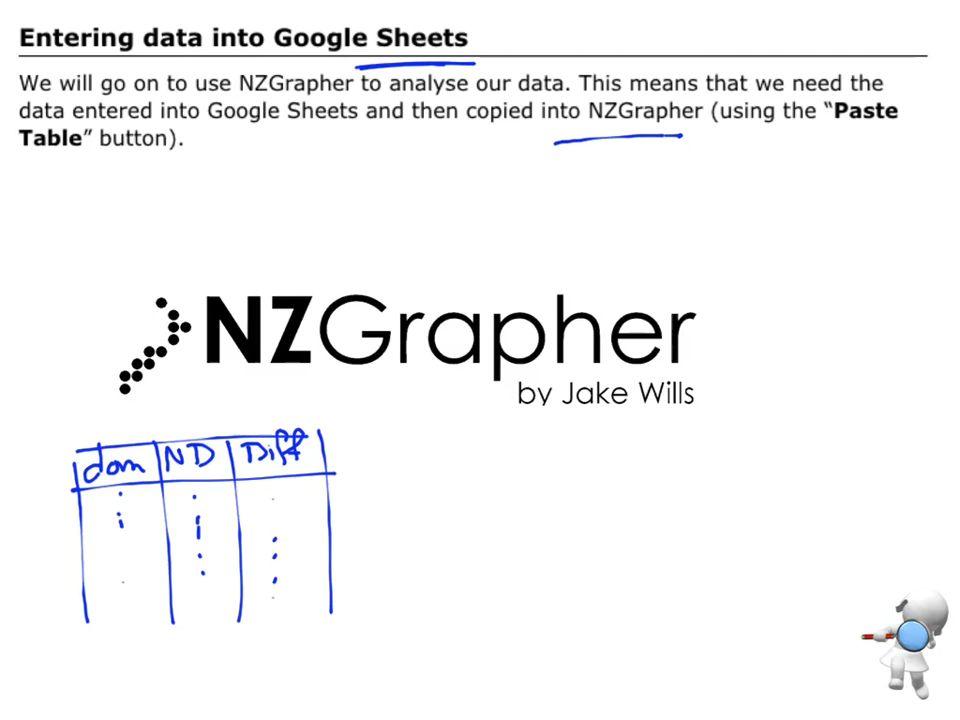 Entering data into Google Sheets
We will go on to use NZGrapher to analyse our data. This means that we need the
data entered into Google Sheets and then copied into NZGrapher (using the “Paste
Table” button).
NZGrapher
by Jake Wills
dom ND Diff